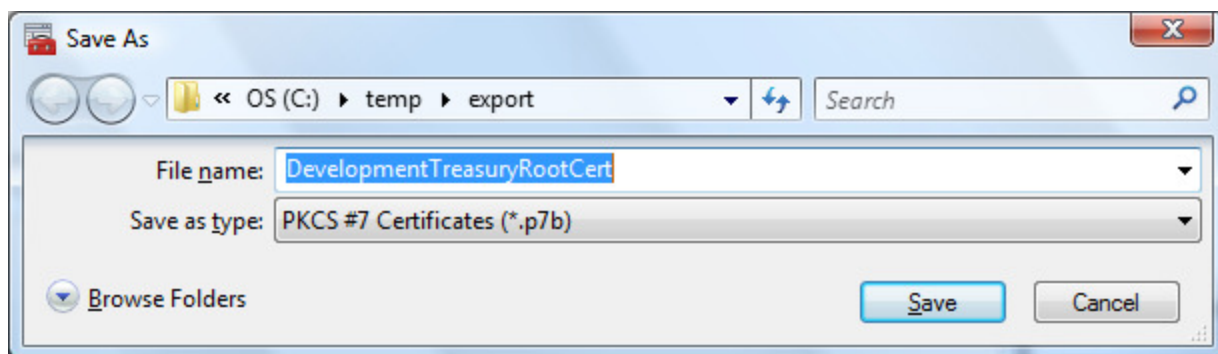 Save As
« OS (C:) ▸ temp ▸ export
Search
File name: DevelopmentTreasuryRootCert
Save as type: PKCS #7 Certificates (*.p7b)
Browse Folders
Save
Cancel